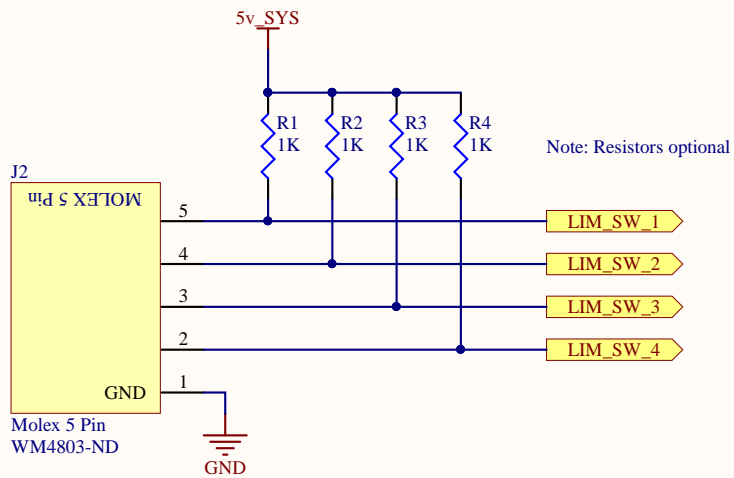 5v_SYS
R1
1K
R2
1K
R3
1K
R4
1K
Note: Resistors optional
J2
MOLEX 5 Pin
5
LIM_SW_1
4
LIM_SW_2
3
LIM_SW_3
2
LIM_SW_4
GND
1
Molex 5 Pin
WM4803-ND
GND